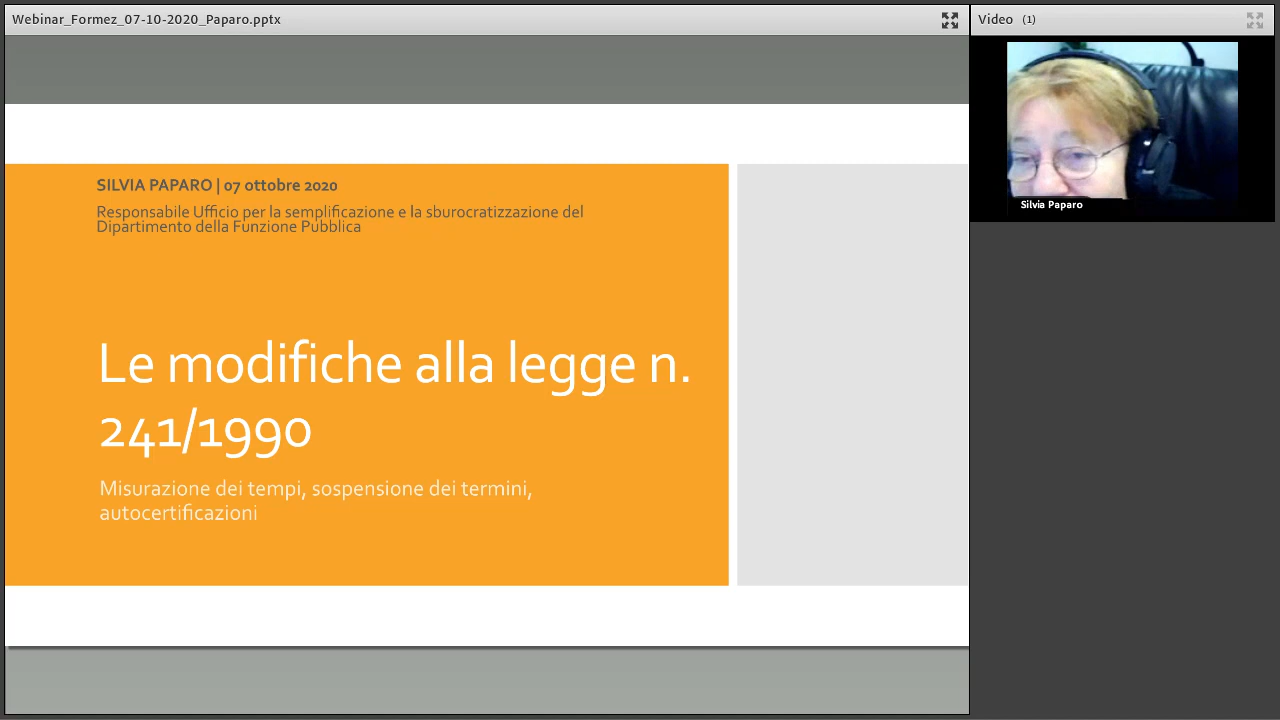 Webinar_Formez_07-10-2020_Paparo.pptx
Video (1)
Silvia Paparo
SILVIA PAPARO | 07 ottobre 2020
Responsabile Ufficio per la semplificazione e la sburocratizzazione del
Dipartimento della Funzione Pubblica
Le modifiche alla legge n.
241/1990
Misurazione dei tempi, sospensione dei termini,
autocertificazioni